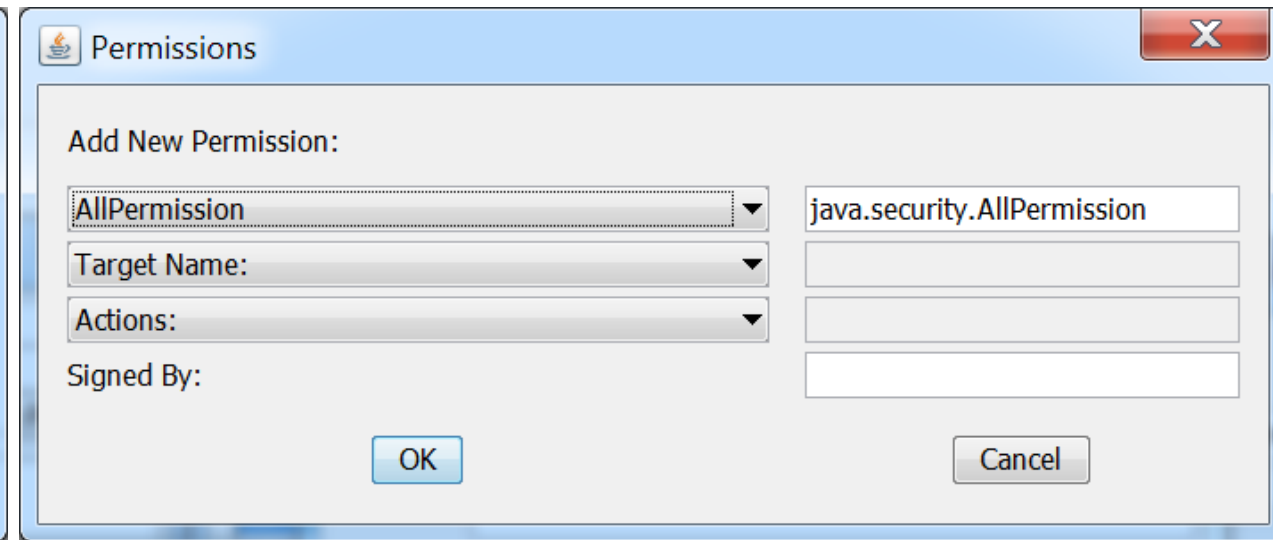 Permissions
Add New Permission:
AllPermission java.security.AllPermission
Target Name:
Actions:
Signed By:
OK Cancel